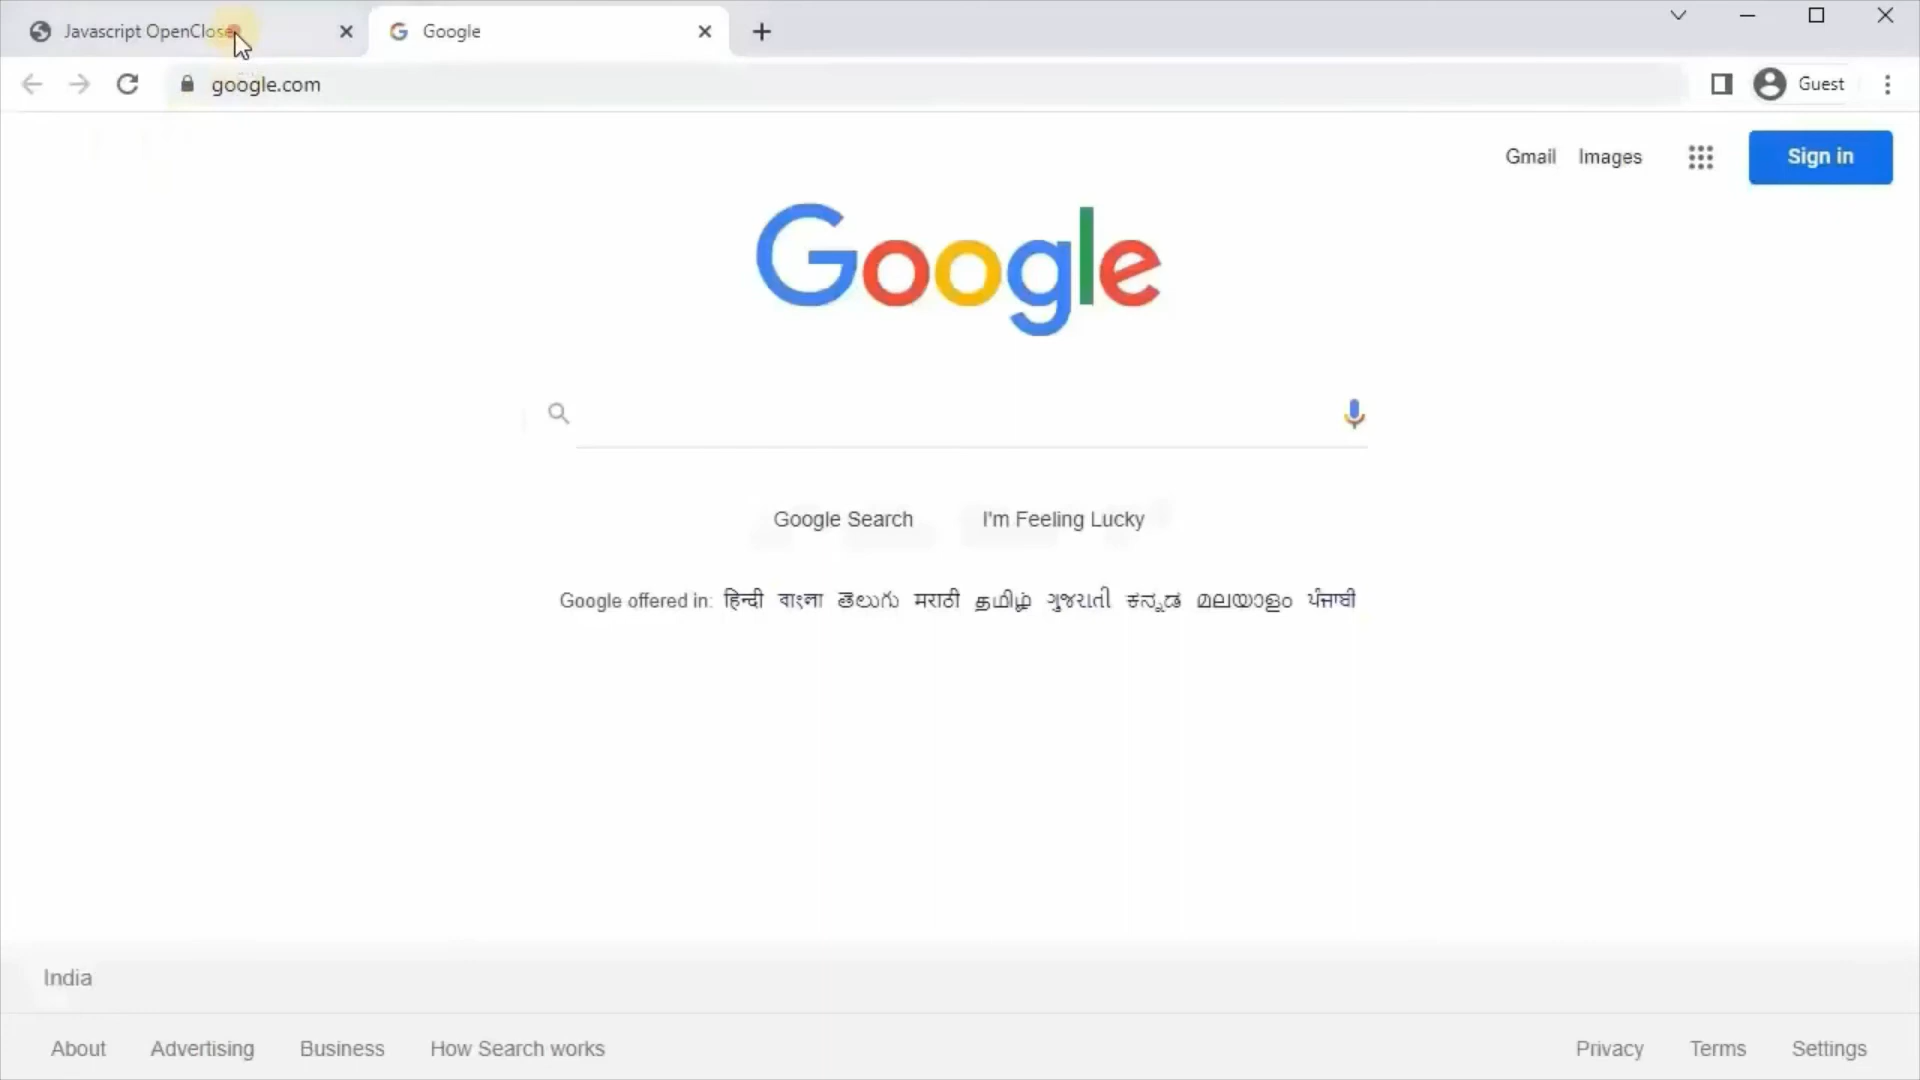 Javascript OpenClose
Google
google.com
Guest
Gmail Images
Sign in
Google
Google Search I'm Feeling Lucky
Google offered in: हिन्दी বাংলা తెలుగు मराठी தமிழ் ગુજરાતી ಕನ್ನಡ മലയാളം ਪੰਜਾਬੀ
India
About Advertising Business How Search works Privacy Terms Settings